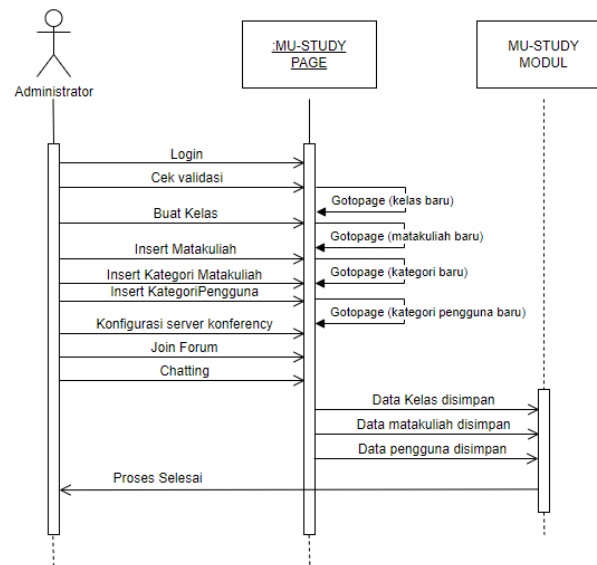 :MU-STUDY
PAGE
MU-STUDY
MODUL
Administrator
Login
Cek validasi
Gotopage (kelas baru)
Buat Kelas
Gotopage (matakuliah baru)
Insert Matakuliah
Gotopage (kategori baru)
Insert Kategori Matakuliah
Insert KategoriPengguna
Gotopage (kategori pengguna baru)
Konfigurasi server konferency
Join Forum
Chatting
Data Kelas disimpan
Data matakuliah disimpan
Data pengguna disimpan
Proses Selesai